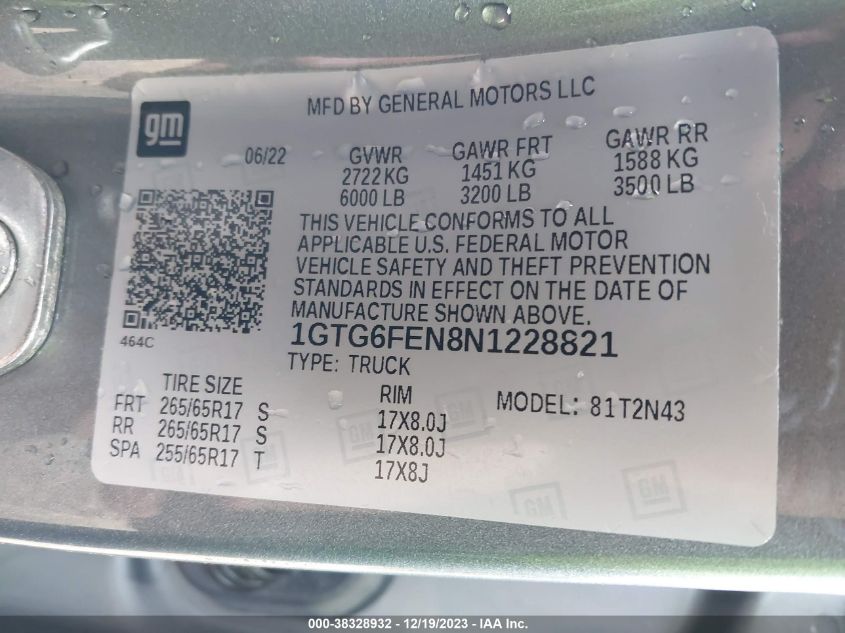 MFD BY GENERAL MOTORS LLC
gm
06/22
GVWR GAWR FRT GAWR RR
2722 KG 1451 KG 1588 KG
6000 LB 3200 LB 3500 LB
THIS VEHICLE CONFORMS TO ALL
APPLICABLE U.S. FEDERAL MOTOR
VEHICLE SAFETY AND THEFT PREVENTION
STANDARDS IN EFFECT ON THE DATE OF
MANUFACTURE SHOWN ABOVE.
464C
1GTG6FEN8N1228821
TYPE: TRUCK
TIRE SIZE RIM MODEL: 81T2N43
FRT 265/65R17 S 17X8.0J
RR 265/65R17 S 17X8.0J
SPA 255/65R17 T 17X8J
GM
GM
GM
GM
000-38328932 - 12/19/2023 - IAA Inc.